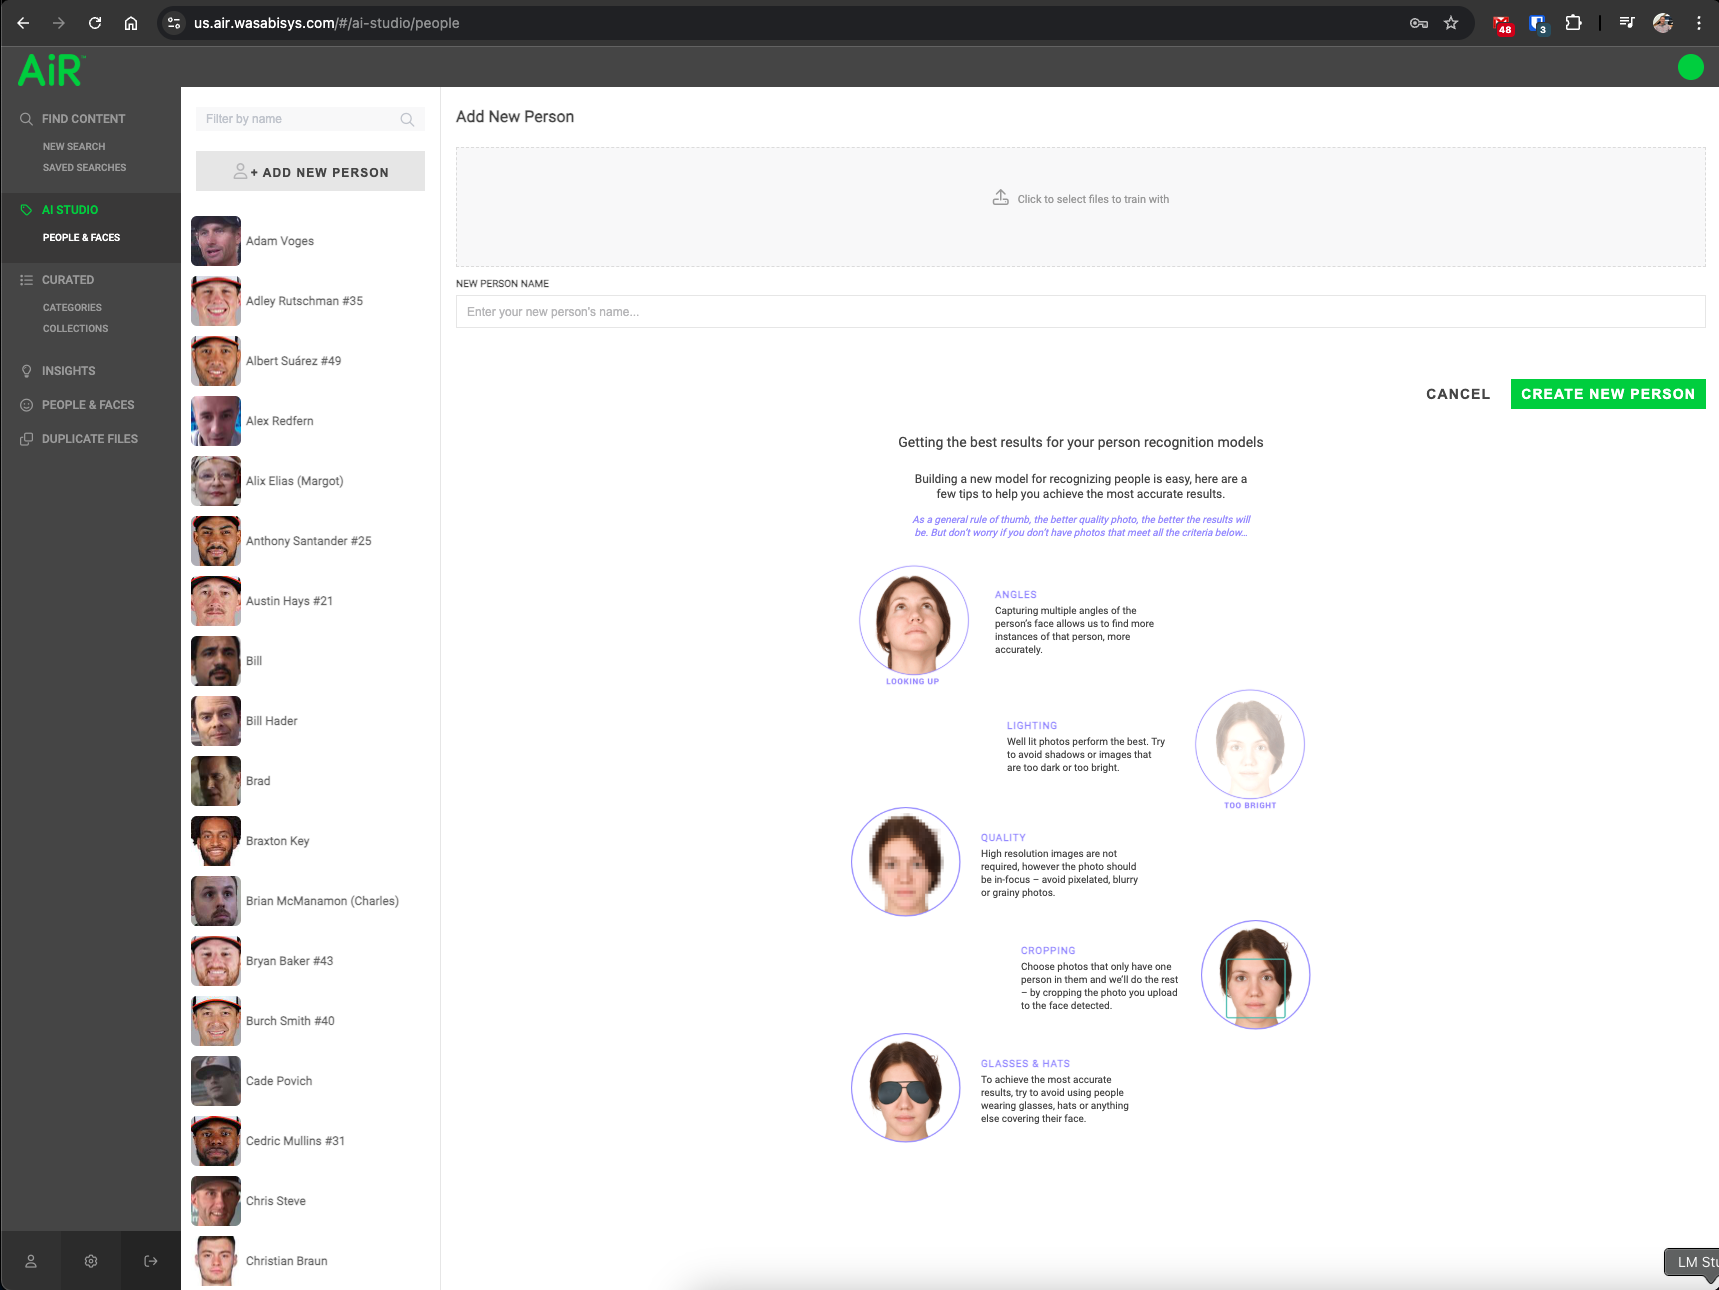 us.air.wasabisys.com/#/ai-studio/people
48
3
AiR
FIND CONTENT
NEW SEARCH
SAVED SEARCHES
AI STUDIO
PEOPLE & FACES
CURATED
CATEGORIES
COLLECTIONS
INSIGHTS
PEOPLE & FACES
DUPLICATE FILES
Filter by name
+ ADD NEW PERSON
Adam Voges
Adley Rutschman #35
Albert Suárez #49
Alex Redfern
Alix Elias (Margot)
Anthony Santander #25
Austin Hays #21
Bill
Bill Hader
Brad
Braxton Key
Brian McManamon (Charles)
Bryan Baker #43
Burch Smith #40
Cade Povich
Cedric Mullins #31
Chris Steve
Christian Braun
Add New Person
Click to select files to train with
NEW PERSON NAME
Enter your new person's name...
CANCEL
CREATE NEW PERSON
Getting the best results for your person recognition models
Building a new model for recognizing people is easy, here are a
few tips to help you achieve the most accurate results.
As a general rule of thumb, the better quality photo, the better the results will
be. But don't worry if you don't have photos that meet all the criteria below...
ANGLES
Capturing multiple angles of the
person's face allows us to find more
instances of that person, more
accurately.
LOOKING UP
LIGHTING
Well lit photos perform the best. Try
to avoid shadows or images that
are too dark or too bright.
TOO BRIGHT
QUALITY
High resolution images are not
required, however the photo should
be in-focus – avoid pixelated, blurry
or grainy photos.
CROPPING
Choose photos that only have one
person in them and we'll do the rest
– by cropping the photo you upload
to the face detected.
GLASSES & HATS
To achieve the most accurate
results, try to avoid using people
wearing glasses, hats or anything
else covering their face.
LM Stu